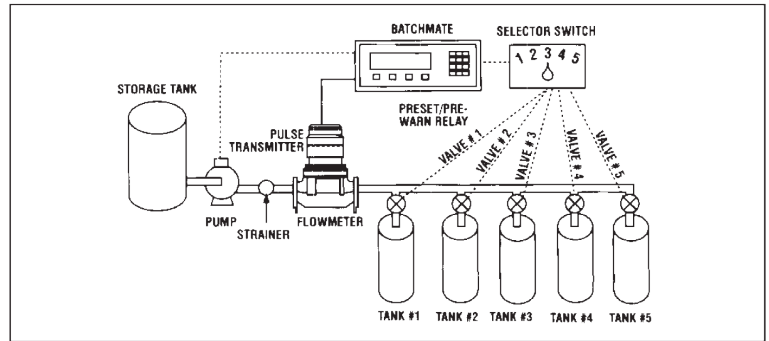 BATCHMATE
SELECTOR SWITCH
1 2 3 4 5
STORAGE TANK
PRESET/PRE-
WARN RELAY
PULSE
TRANSMITTER
VALVE #1
VALVE #2
VALVE #3
VALVE #4
VALVE #5
PUMP
STRAINER
FLOWMETER
TANK #1
TANK #2
TANK #3
TANK #4
TANK #5